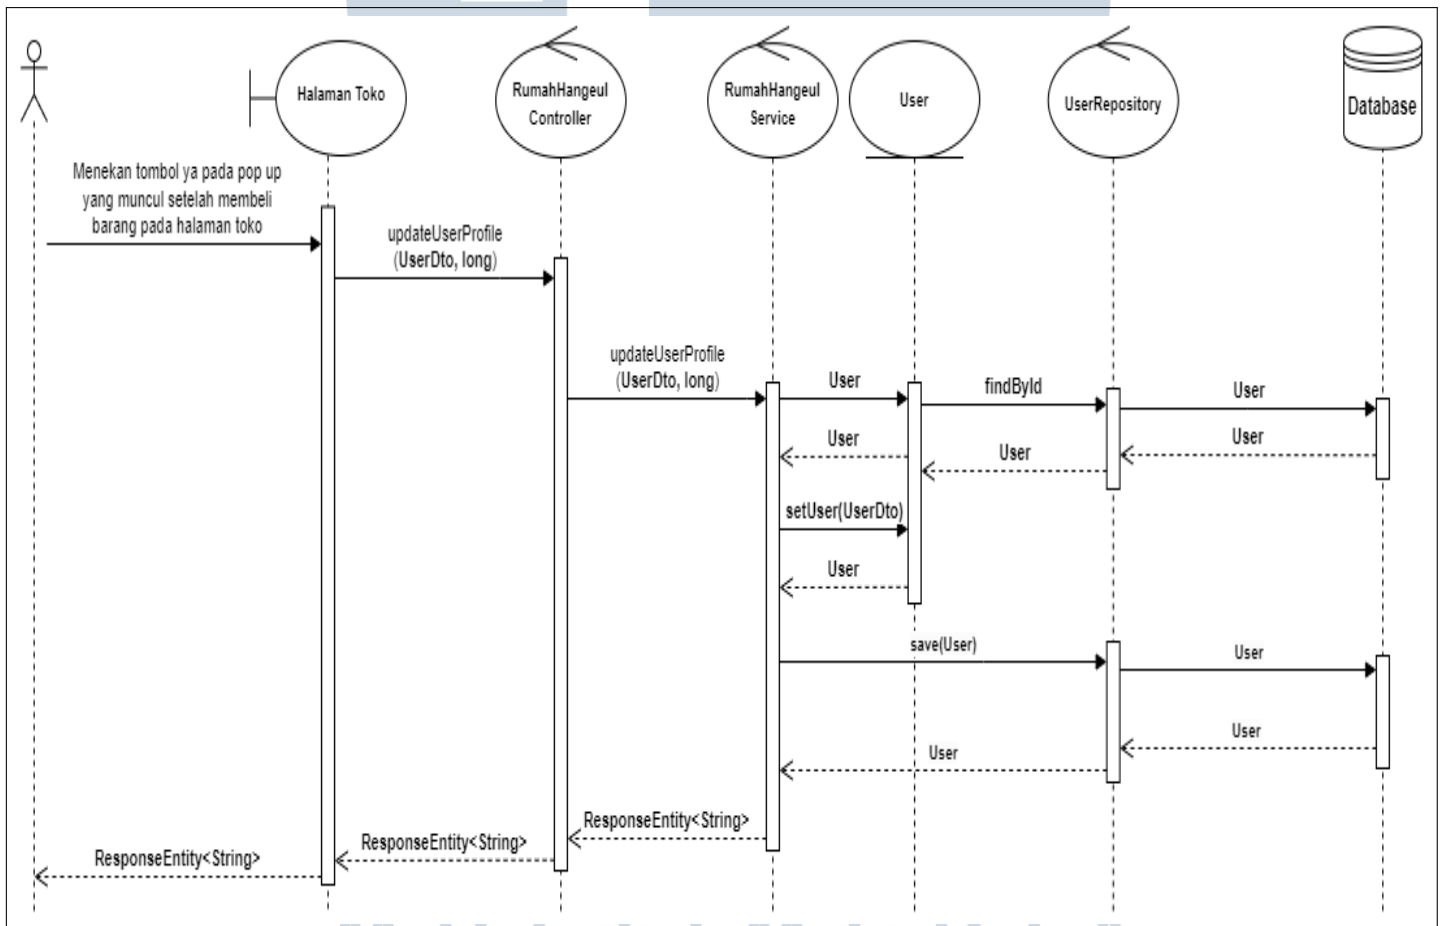 Halaman Toko
RumahHangeul
Controller
RumahHangeul
Service
User
UserRepository
Database
Menekan tombol ya pada pop up
yang muncul setelah membeli
barang pada halaman toko
updateUserProfile
(UserDto, long)
updateUserProfile
(UserDto, long)
User
findById
User
User
User
User
setUser(UserDto)
User
save(User)
User
User
User
ResponseEntity<String>
ResponseEntity<String>
ResponseEntity<String>